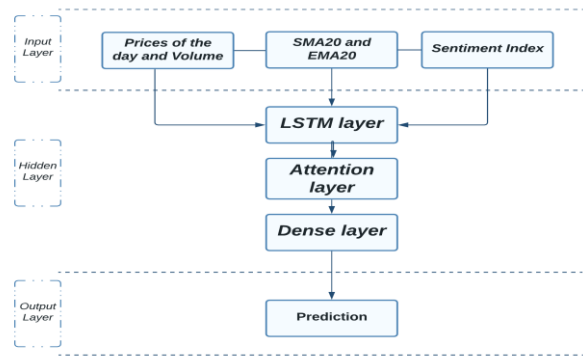 Input
Layer
Prices of the
day and Volume
SMA20 and
EMA20
Sentiment Index
LSTM layer
Hidden
Layer
Attention
layer
Dense layer
Output
Layer
Prediction